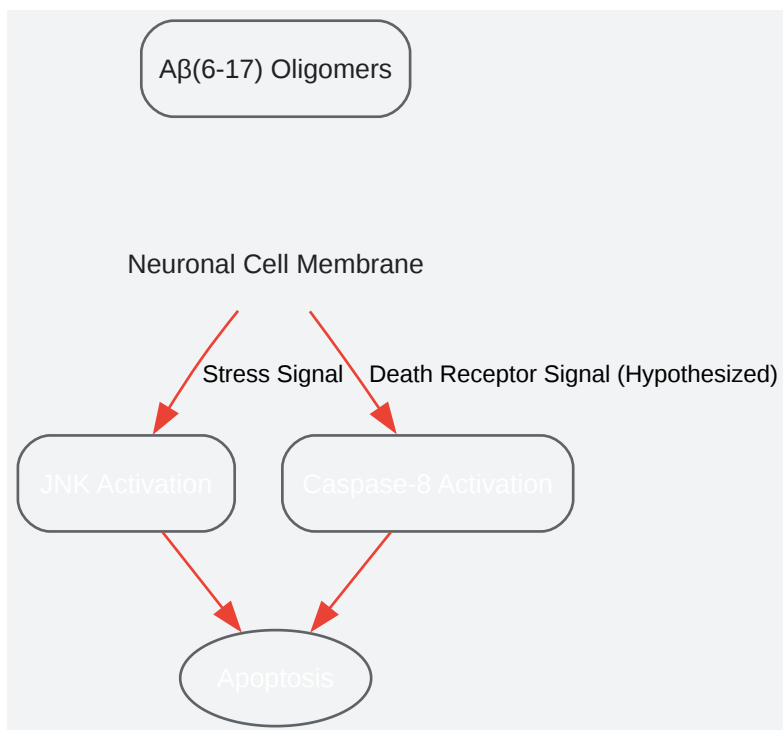 Aβ(6-17) Oligomers
Neuronal Cell Membrane
Stress Signal
Death Receptor Signal (Hypothesized)
JNK Activation
Caspase-8 Activation
Apoptosis